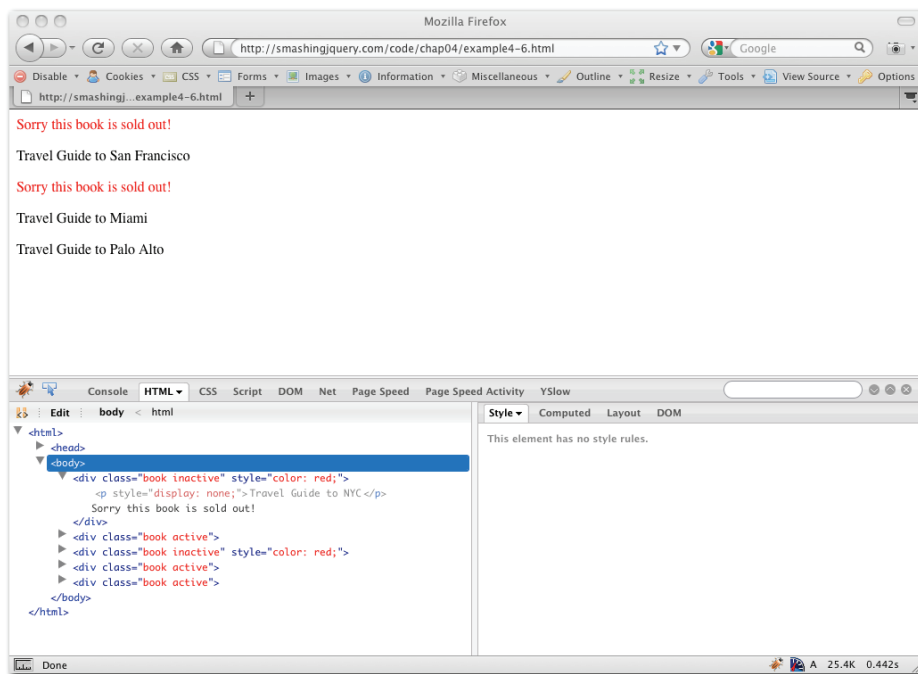 Mozilla Firefox
http://smashingjquery.com/code/chap04/example4-6.html
Google
Disable Cookies CSS Forms Images Information Miscellaneous Outline Resize Tools View Source Options
http://smashingj...example4-6.html +
Sorry this book is sold out!
Travel Guide to San Francisco
Sorry this book is sold out!
Travel Guide to Miami
Travel Guide to Palo Alto
Console HTML CSS Script DOM Net Page Speed Page Speed Activity YSlow
Edit body < html
Style Computed Layout DOM
This element has no style rules.
<html>
<head>
<body>
<div class="book inactive" style="color: red;">
<p style="display: none;">Travel Guide to NYC</p>
Sorry this book is sold out!
</div>
<div class="book active">
<div class="book inactive" style="color: red;">
<div class="book active">
<div class="book active">
</body>
</html>
Done
A 25.4K 0.442s